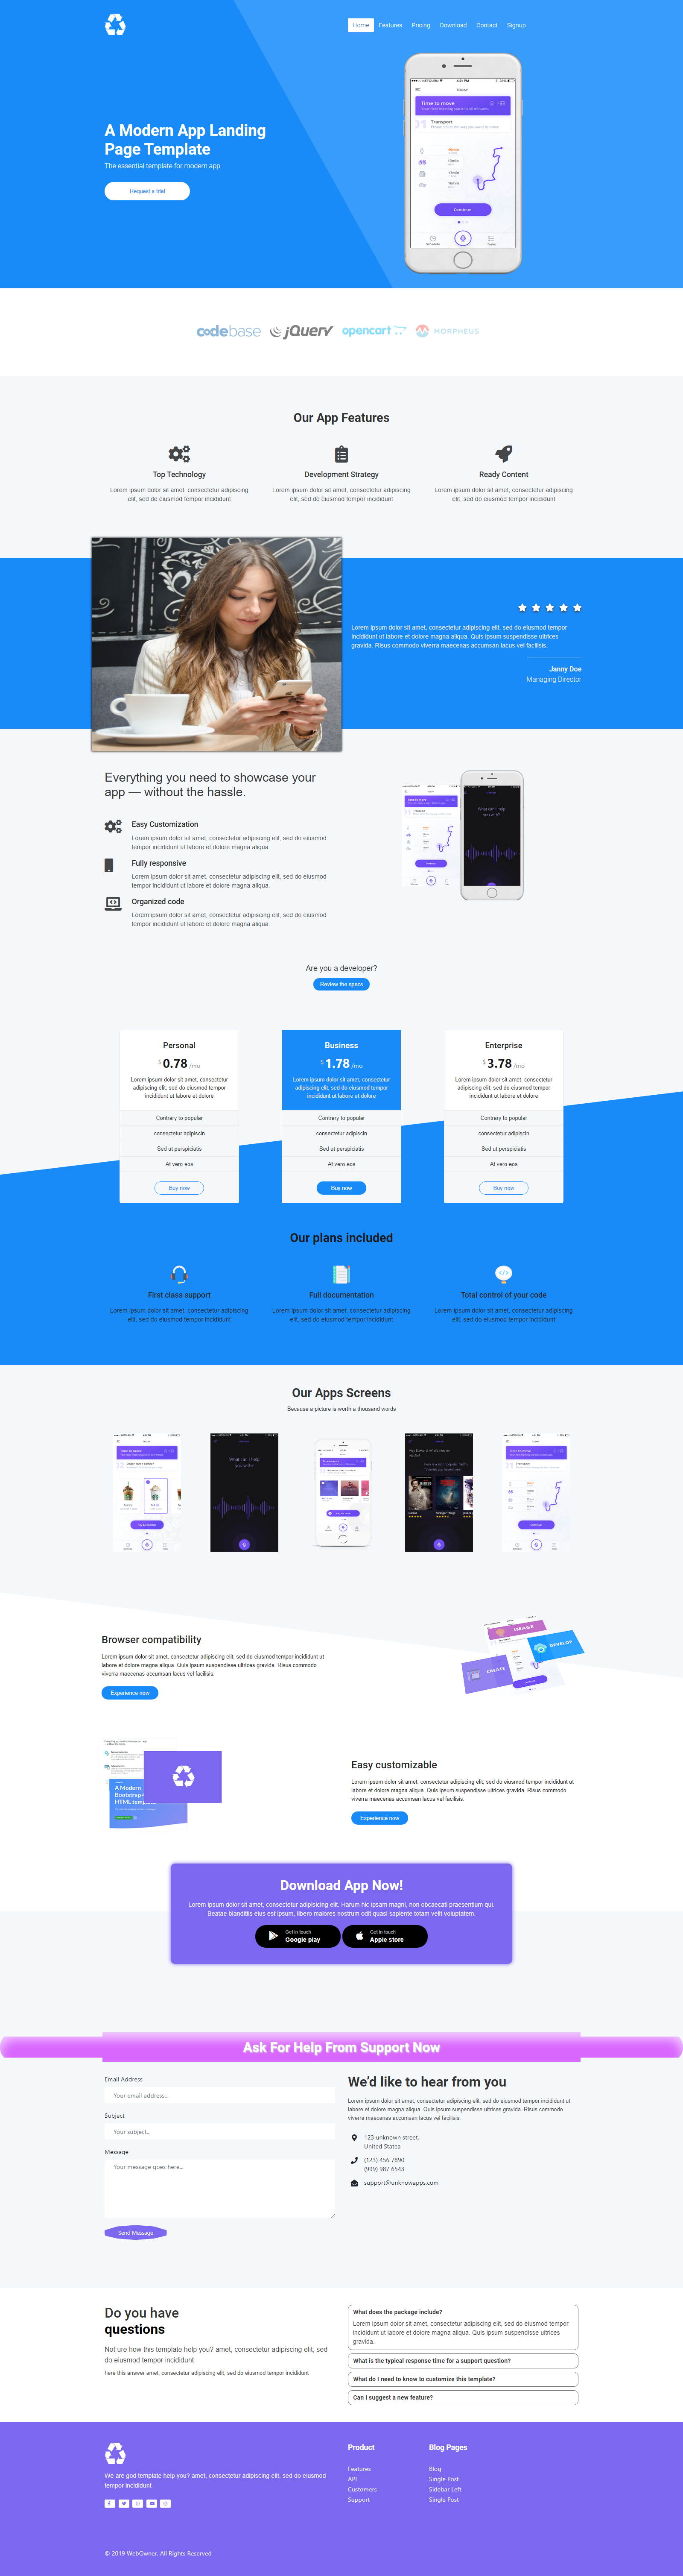 Home Features Pricing Download Contact Signup
A Modern App Landing
Page Template
The essential template for modern app
Request a trial
Time to move
Transport
Continue
codebase jQuery opencart MORPHEUS
Our App Features
Top Technology
Lorem ipsum dolor sit amet, consectetur adipiscing
elit, sed do eiusmod tempor incididunt
Development Strategy
Lorem ipsum dolor sit amet, consectetur adipiscing
elit, sed do eiusmod tempor incididunt
Ready Content
Lorem ipsum dolor sit amet, consectetur adipiscing
elit, sed do eiusmod tempor incididunt
Lorem ipsum dolor sit amet, consectetur adipiscing elit, sed do eiusmod tempor
incididunt ut labore et dolore magna aliqua. Quis ipsum suspendisse ultrices
gravida. Risus commodo viverra maecenas accumsan lacus vel facilisis.
Janny Doe
Managing Director
Everything you need to showcase your
app — without the hassle.
Easy Customization
Lorem ipsum dolor sit amet, consectetur adipiscing elit, sed do eiusmod
tempor incididunt ut labore et dolore magna aliqua.
Fully responsive
Lorem ipsum dolor sit amet, consectetur adipiscing elit, sed do eiusmod
tempor incididunt ut labore et dolore magna aliqua.
Organized code
Lorem ipsum dolor sit amet, consectetur adipiscing elit, sed do eiusmod
tempor incididunt ut labore et dolore magna aliqua.
What can I help
you with?
Are you a developer?
Review the specs
Personal
$ 0.78 /mo
Lorem ipsum dolor sit amet, consectetur
adipiscing elit, sed do eiusmod tempor
incididunt ut labore et dolore
Contrary to popular
consectetur adipiscin
Sed ut perspiciatis
At vero eos
Buy now
Business
$ 1.78 /mo
Lorem ipsum dolor sit amet, consectetur
adipiscing elit, sed do eiusmod tempor
incididunt ut labore et dolore
Contrary to popular
consectetur adipiscin
Sed ut perspiciatis
At vero eos
Buy now
Enterprise
$ 3.78 /mo
Lorem ipsum dolor sit amet, consectetur
adipiscing elit, sed do eiusmod tempor
incididunt ut labore et dolore
Contrary to popular
consectetur adipiscin
Sed ut perspiciatis
At vero eos
Buy now
Our plans included
First class support
Lorem ipsum dolor sit amet, consectetur adipiscing
elit, sed do eiusmod tempor incididunt
Full documentation
Lorem ipsum dolor sit amet, consectetur adipiscing
elit, sed do eiusmod tempor incididunt
Total control of your code
Lorem ipsum dolor sit amet, consectetur adipiscing
elit, sed do eiusmod tempor incididunt
Our Apps Screens
Because a picture is worth a thousand words
What can I help
you with?
Browser compatibility
Lorem ipsum dolor sit amet, consectetur adipiscing elit, sed do eiusmod tempor incididunt ut
labore et dolore magna aliqua. Quis ipsum suspendisse ultrices gravida. Risus commodo
viverra maecenas accumsan lacus vel facilisis.
Experience now
IMAGE
DEVELOP
CREATE
A Modern
Bootstrap
HTML
Easy customizable
Lorem ipsum dolor sit amet, consectetur adipiscing elit, sed do eiusmod tempor incididunt ut
labore et dolore magna aliqua. Quis ipsum suspendisse ultrices gravida. Risus commodo
viverra maecenas accumsan lacus vel facilisis.
Experience now
Download App Now!
Lorem ipsum dolor sit amet, consectetur adipisicing elit. Harum hic ipsam magni, non obcaecati praesentium qui.
Beatae blanditiis eius est ipsum, libero maiores nostrum odit quasi sapiente totam velit voluptatem.
Get in touch
Google play
Get in touch
Apple store
Ask For Help From Support Now
Email Address
Your email address...
Subject
Your subject...
Message
Your message goes here...
Send Message
We'd like to hear from you
Lorem ipsum dolor sit amet, consectetur adipiscing elit, sed do eiusmod tempor incididunt ut
labore et dolore magna aliqua. Quis ipsum suspendisse ultrices gravida. Risus commodo
viverra maecenas accumsan lacus vel facilisis.
123 unknown street.
United Statea
(123) 456 7890
(999) 987 6543
support@unknowapps.com
Do you have
questions
Not ure how this template help you? amet, consectetur adipiscing elit, sed
do eiusmod tempor incididunt
here this answer amet, consectetur adipiscing elit, sed do eiusmod tempor incididunt
What does the package include?
Lorem ipsum dolor sit amet, consectetur adipiscing elit, sed do eiusmod tempor
incididunt ut labore et dolore magna aliqua. Quis ipsum suspendisse ultrices
gravida.
What is the typical response time for a support question?
What do I need to know to customize this template?
Can I suggest a new feature?
We are god template help you? amet, consectetur adipiscing elit, sed do eiusmod
tempor incididunt
Product
Features
API
Customers
Support
Blog Pages
Blog
Single Post
Sidebar Left
Single Post
© 2019 WebOwner. All Rights Reserved